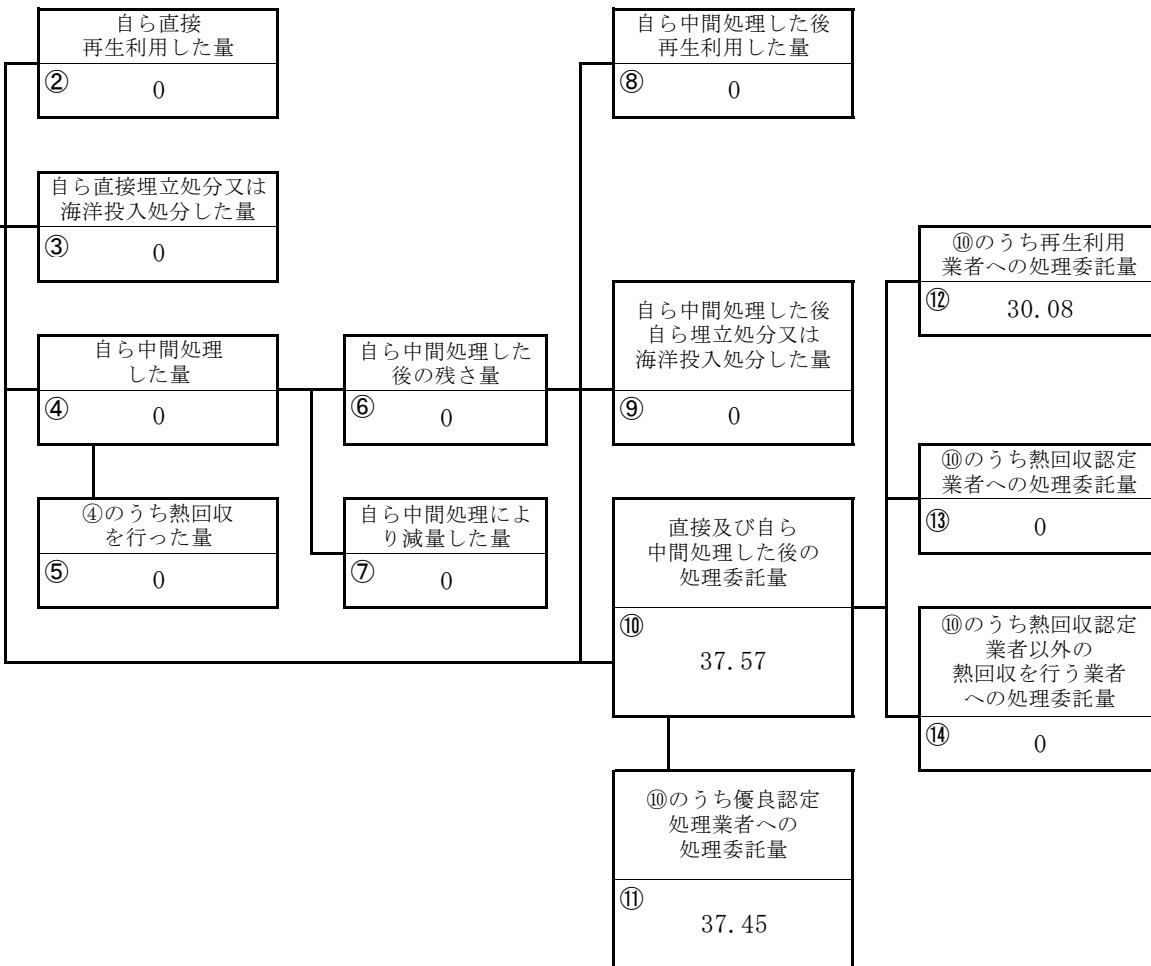 自ら直接
再生利用した量
②
0
自ら中間処理した後
再生利用した量
⑧
0
自ら直接埋立処分又は
海洋投入処分した量
③
0
⑩のうち再生利用
業者への処理委託量
⑫
30.08
自ら中間処理した後
自ら埋立処分又は
海洋投入処分した量
⑨
0
自ら中間処理
した量
④
0
自ら中間処理した
後の残さ量
⑥
0
⑩のうち熱回収認定
業者への処理委託量
⑬
0
④のうち熱回収
を行った量
⑤
0
自ら中間処理によ
り減量した量
⑦
0
直接及び自ら
中間処理した後の
処理委託量
⑩
37.57
⑩のうち熱回収認定
業者以外の
熱回収を行う業者
への処理委託量
⑭
0
⑩のうち優良認定
処理業者への
処理委託量
⑪
37.45